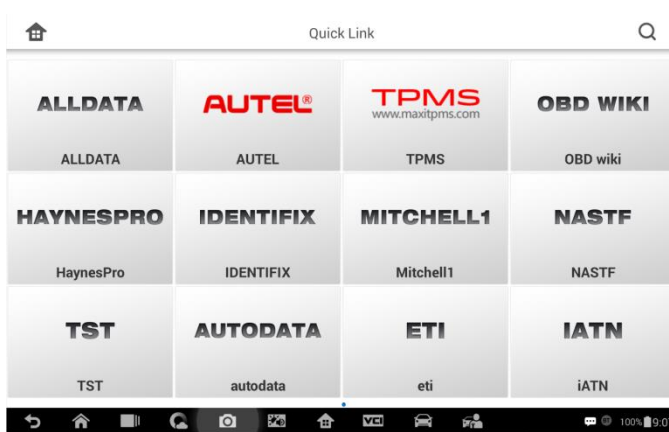 Quick Link
ALLDATA AUTEL® TPMS OBD WIKI
www.maxitpms.com
ALLDATA AUTEL TPMS OBD wiki
HAYNESPRO IDENTIFIX MITCHELL1 NASTF
HaynesPro IDENTIFIX Mitchell1 NASTF
TST AUTODATA ETI IATN
TST autodata eti iATN
VCI 100%